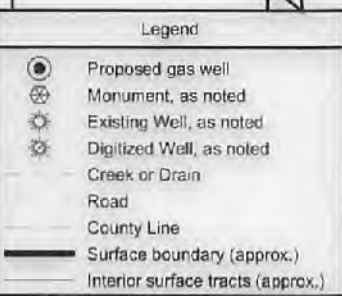 Legend
Proposed gas well
Monument, as noted
Existing Well, as noted
Digitized Well, as noted
Creek or Drain
Road
County Line
Surface boundary (approx.)
Interior surface tracts (approx.)